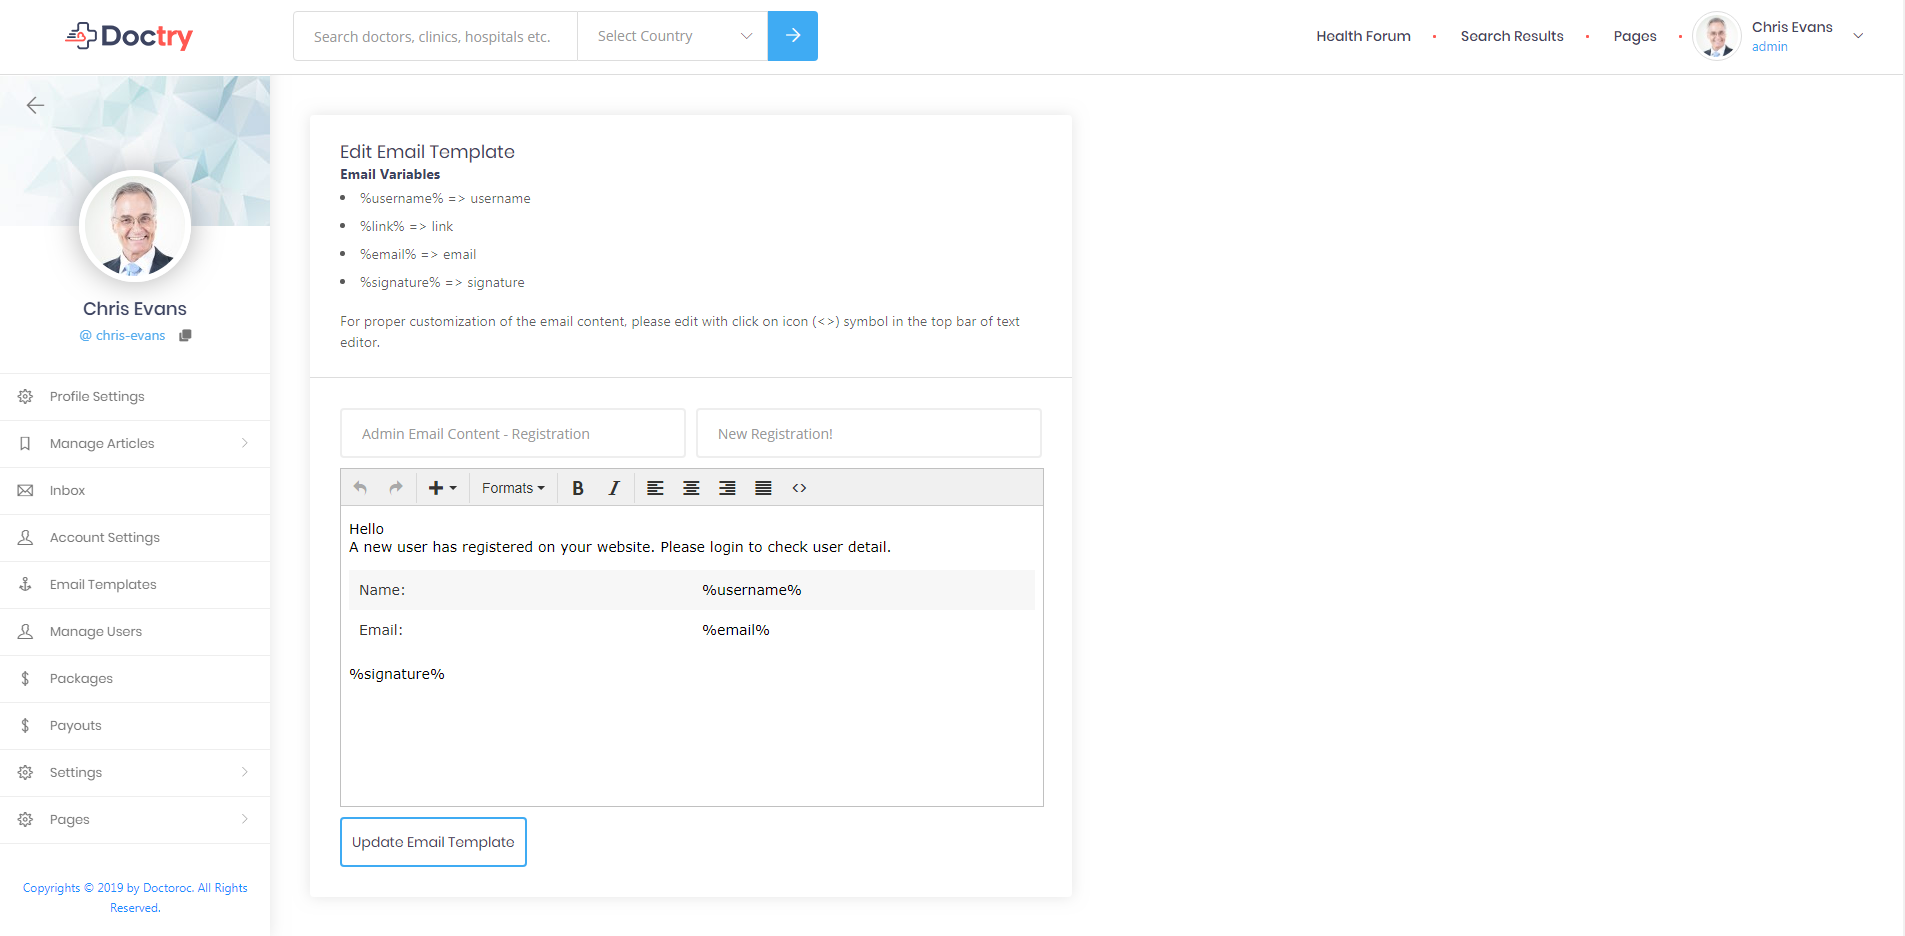 Doctry
Search doctors, clinics, hospitals etc.
Select Country
Health Forum
Search Results
Pages
Chris Evans
admin
Chris Evans
@ chris-evans
Profile Settings
Manage Articles
Inbox
Account Settings
Email Templates
Manage Users
Packages
Payouts
Settings
Pages
Copyrights © 2019 by Doctoroc. All Rights
Reserved.
Edit Email Template
Email Variables
%username% => username
%link% => link
%email% => email
%signature% => signature
For proper customization of the email content, please edit with click on icon (<>) symbol in the top bar of text
editor.
Admin Email Content - Registration
New Registration!
Formats
B I <>
Hello
A new user has registered on your website. Please login to check user detail.
Name: %username%
Email: %email%
%signature%
Update Email Template